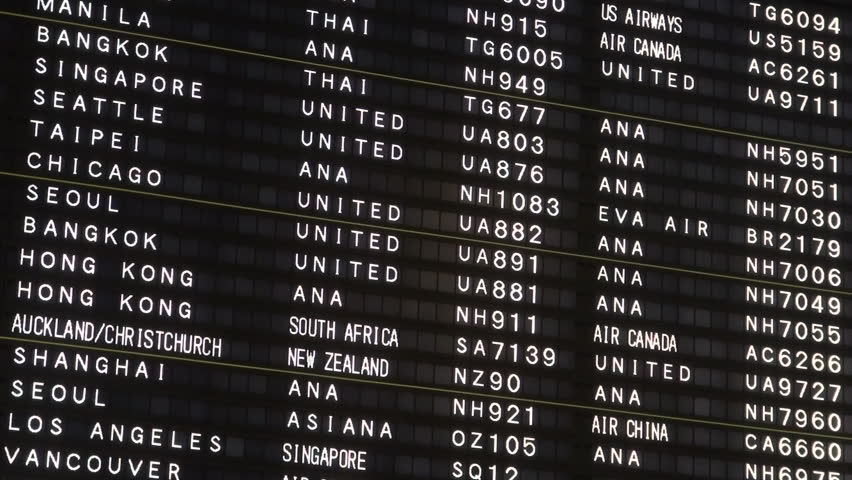 TG6094
US AIRWAYS US5159
NH915 AIR CANADA AC6261
THAI TG6005 UNITED UA9711
MANILA ANA NH949
BANGKOK THAI TG677 ANA NH5951
SINGAPORE UNITED UA803 ANA NH7051
SEATTLE UNITED UA876 ANA NH7030
TAIPEI ANA NH1083 EVA AIR BR2179
CHICAGO UNITED UA882 ANA NH7006
SEOUL UNITED UA891 ANA NH7049
BANGKOK UNITED UA881 ANA NH7055
HONG KONG ANA NH911 AIR CANADA AC6266
HONG KONG SOUTH AFRICA SA7139 UNITED UA9727
AUCKLAND/CHRISTCHURCH NEW ZEALAND NZ90 ANA NH7960
SHANGHAI ANA NH921 AIR CHINA CA6660
SEOUL ASIANA OZ105 ANA NH6975
LOS ANGELES SINGAPORE SQ12
VANCOUVER